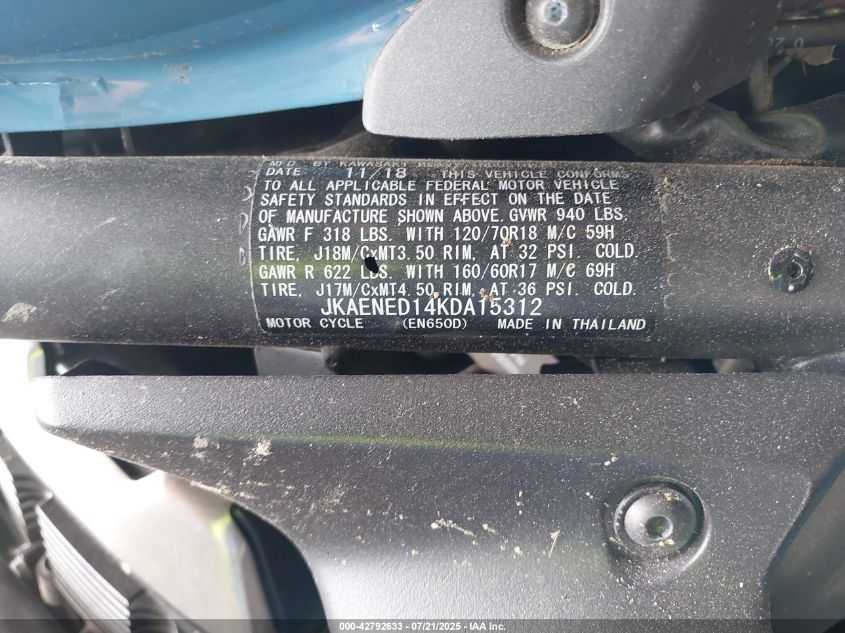 MFD. BY KAWASAKI
DATE: 11/18 THIS VEHICLE CONFORMS
TO ALL APPLICABLE FEDERAL MOTOR VEHICLE
SAFETY STANDARDS IN EFFECT ON THE DATE
OF MANUFACTURE SHOWN ABOVE. GVWR 940 LBS.
GAWR F 318 LBS. WITH 120/70R18 M/C 59H
TIRE, J18M/CxMT3.50 RIM, AT 32 PSI. COLD.
GAWR R 622 LBS. WITH 160/60R17 M/C 69H
TIRE, J17M/CxMT4.50 RIM, AT 36 PSI. COLD.
JKAENED14KDA15312
MOTOR CYCLE (EN650D) MADE IN THAILAND
000-42792633 - 07/21/2025 - IAA Inc.